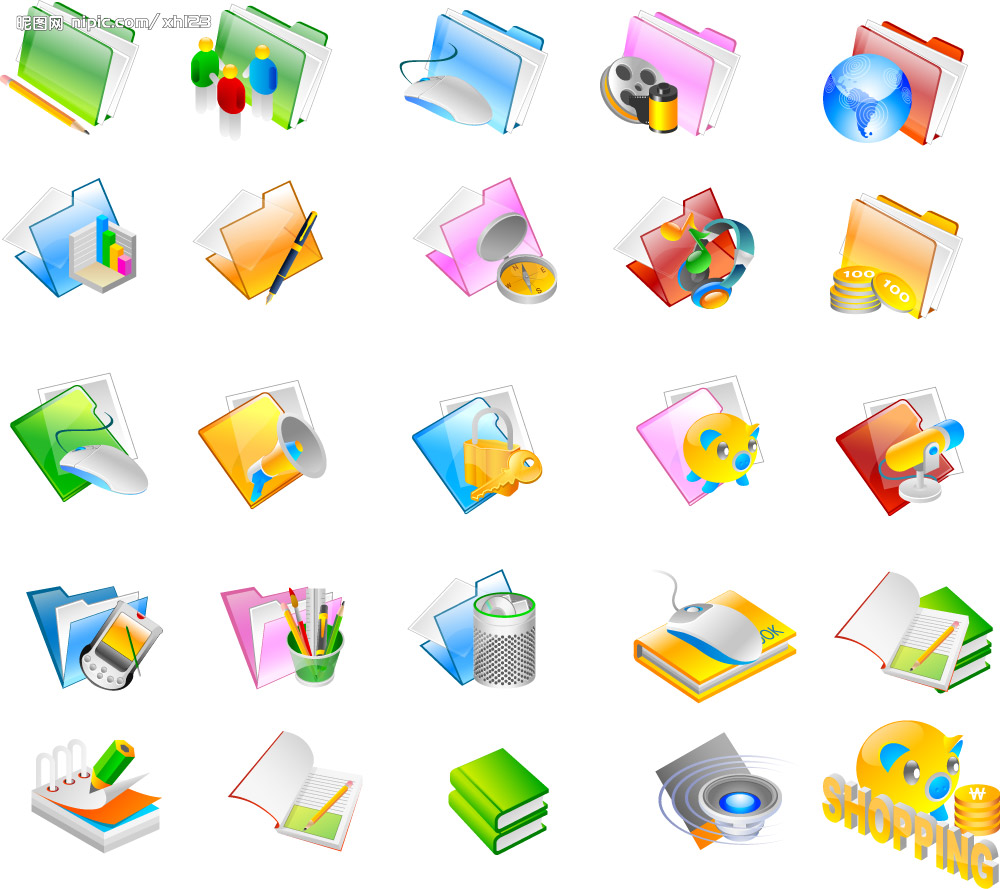 昵图网 nipic.com/xhl23
N
E
W
S
100
100
OK
₩
SHOPPING